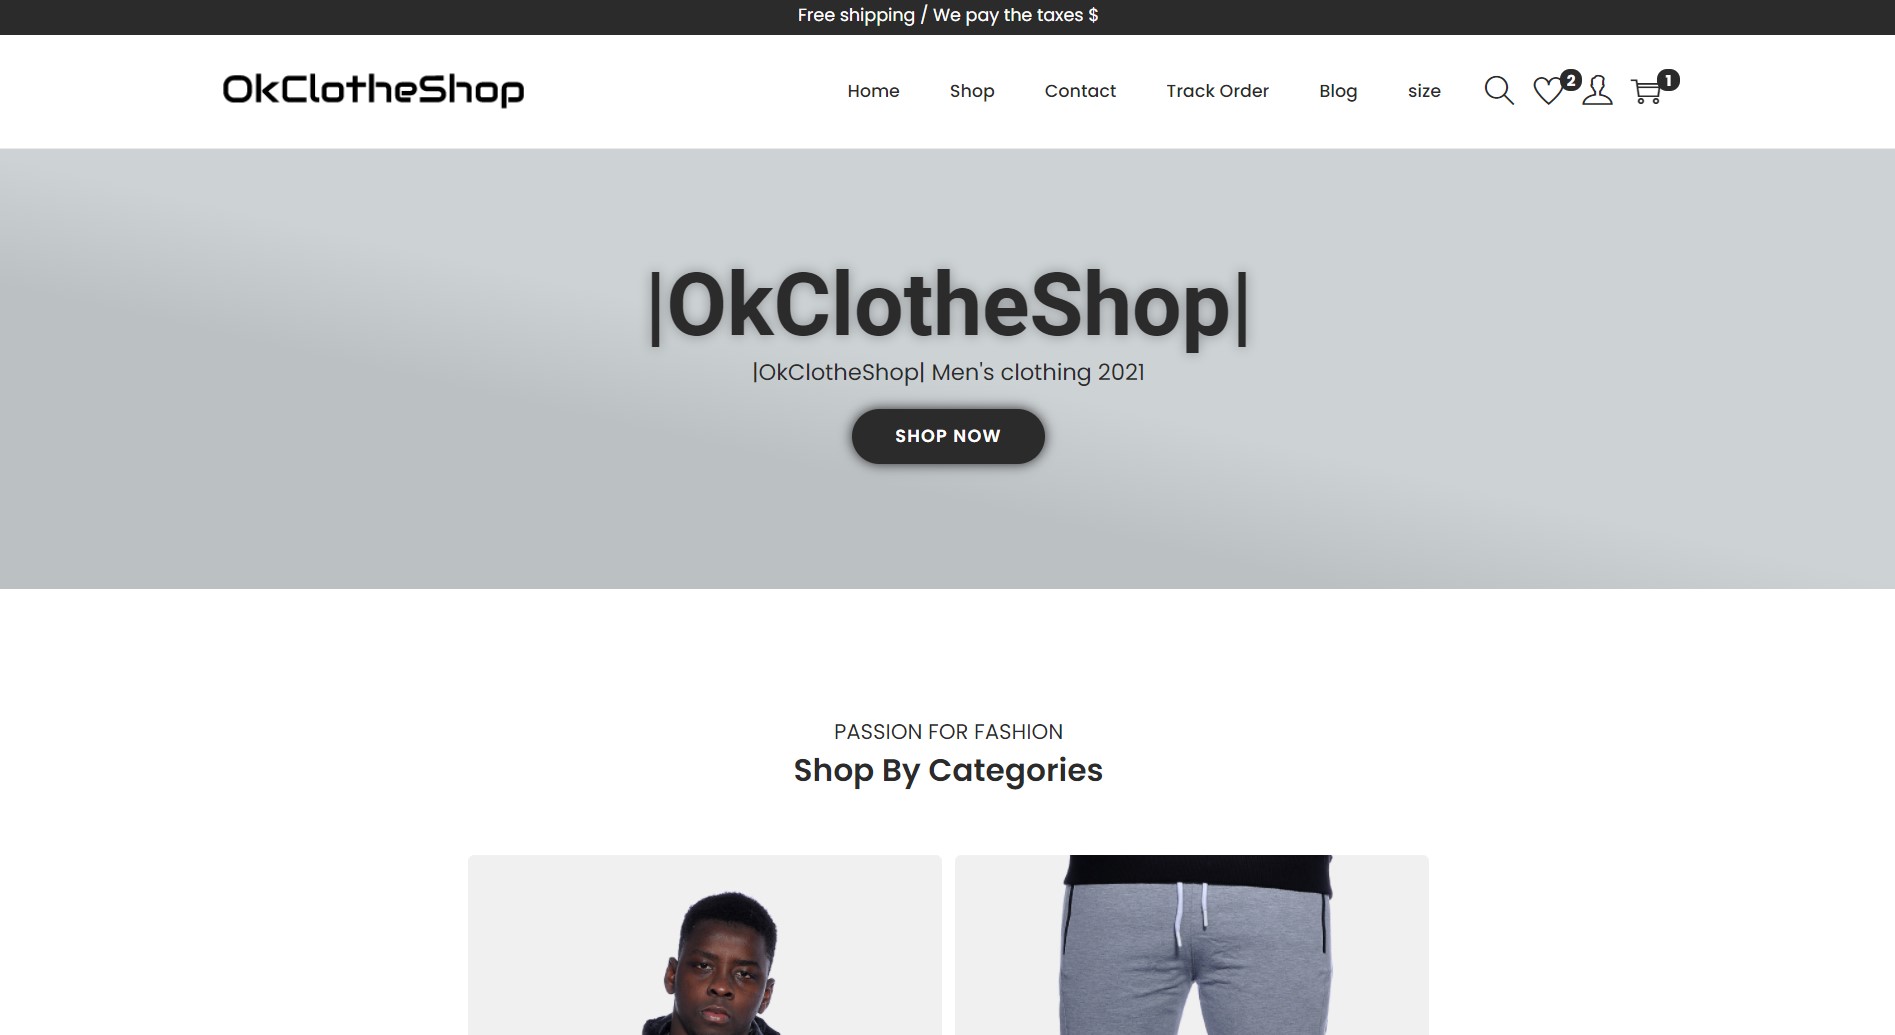 Free shipping / We pay the taxes $
OkClotheShop
Home Shop Contact Track Order Blog size 2 1
|OkClotheShop|
|OkClotheShop| Men's clothing 2021
SHOP NOW
PASSION FOR FASHION
Shop By Categories